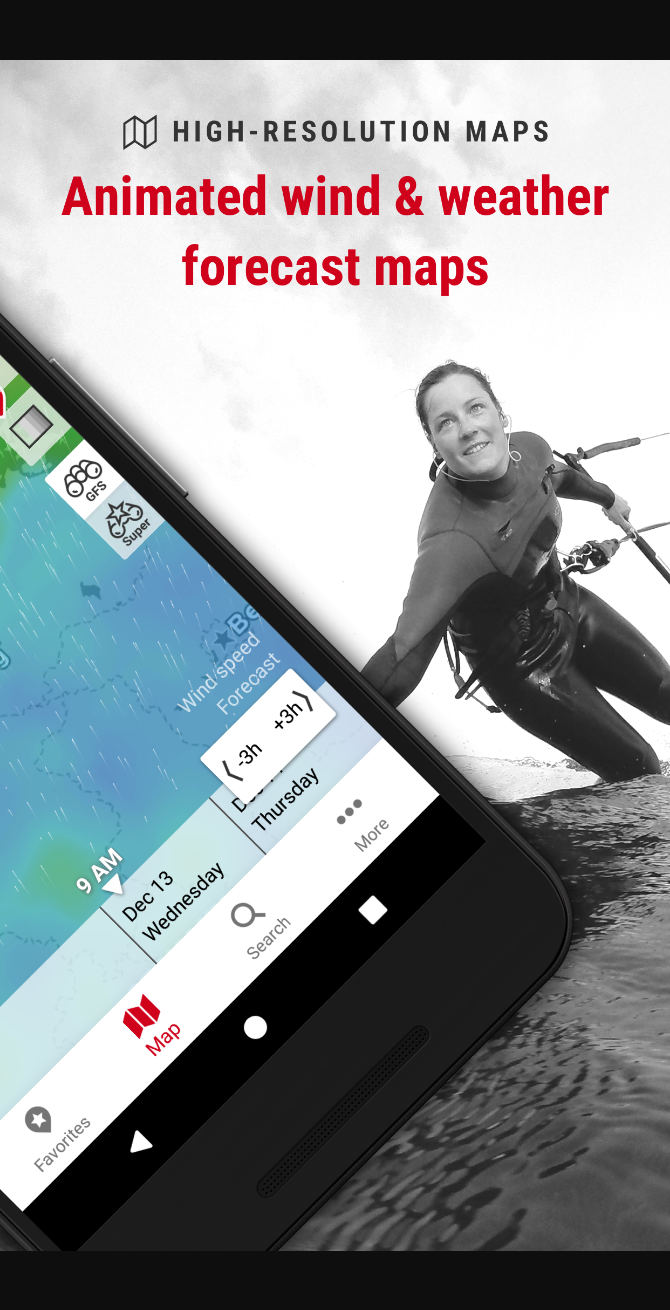 HIGH-RESOLUTION MAPS
Animated wind & weather
forecast maps
GFS
Super
Wind speed
Forecast
-3h +3h
9 AM
Dec 13
Wednesday
Thursday
Favorites
Map
Search
More